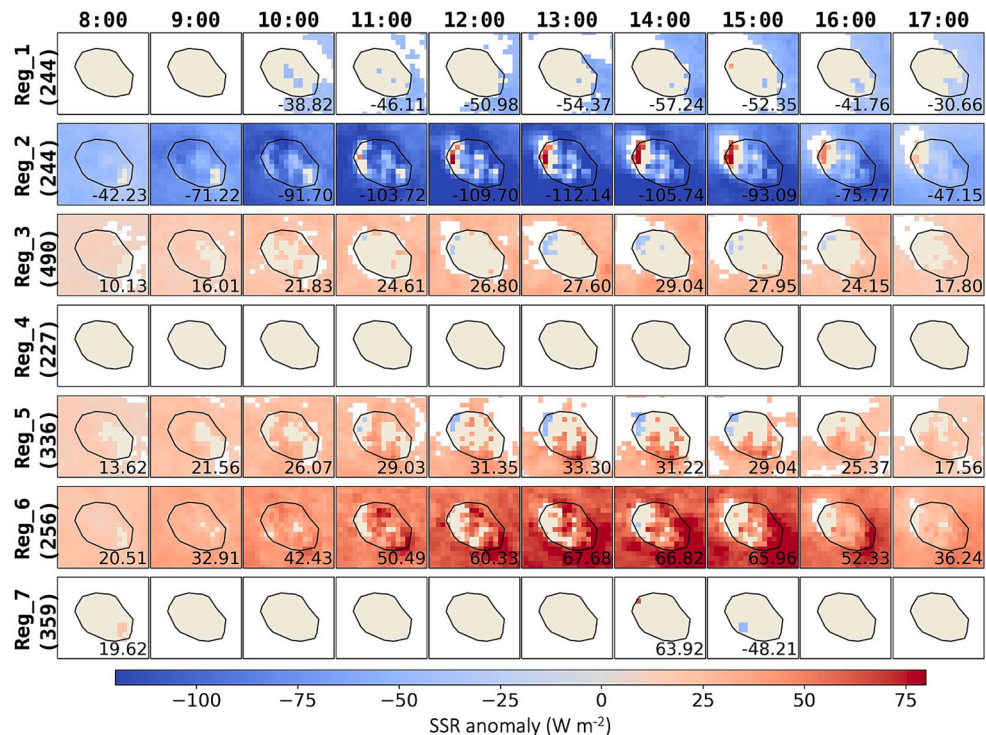 8:00 9:00 10:00 11:00 12:00 13:00 14:00 15:00 16:00 17:00
Reg_1
(244)
-38.82 -46.11 -50.98 -54.37 -57.24 -52.35 -41.76 -30.66
Reg_2
(244)
-42.23 -71.22 -91.70 -103.72 -109.70 -112.14 -105.74 -93.09 -75.77 -47.15
Reg_3
(490)
10.13 16.01 21.83 24.61 26.80 27.60 29.04 27.95 24.15 17.80
Reg_4
(227)
Reg_5
(336)
13.62 21.56 26.07 29.03 31.35 33.30 31.22 29.04 25.37 17.56
Reg_6
(256)
20.51 32.91 42.43 50.49 60.33 67.68 66.82 65.96 52.33 36.24
Reg_7
(359)
19.62 63.92 -48.21
−100 −75 −50 −25 0 25 50 75
SSR anomaly (W m⁻²)